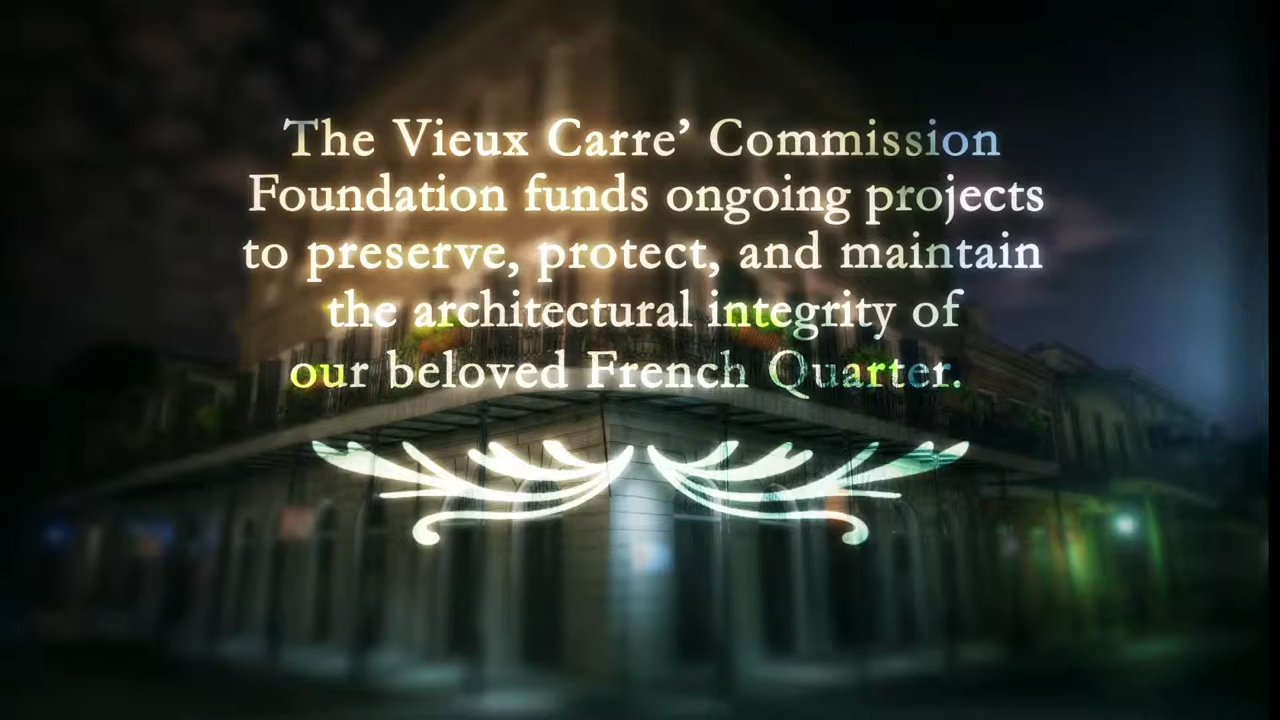 The Vieux Carre’ Commission
Foundation funds ongoing projects
to preserve, protect, and maintain
the architectural integrity of
our beloved French Quarter.